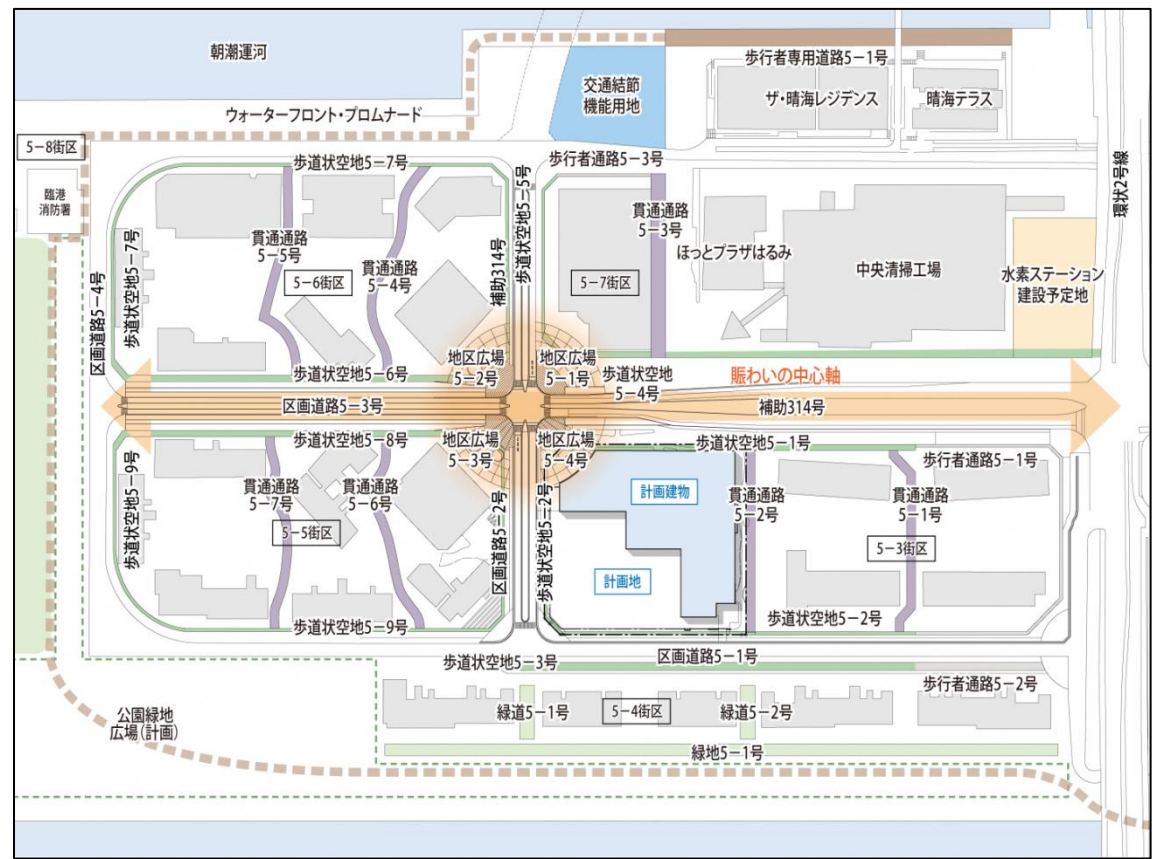 朝潮運河
歩行者専用道路5－1号
交通結節
機能用地
ザ・晴海レジデンス
晴海テラス
ウォーターフロント・プロムナード
5－8街区
歩道状空地5－7号
歩行者通路5－3号
環状2号線
臨港
消防署
歩道状空地5－5号
貫通通路
5－3号
歩道状空地5－7号
貫通通路
5－5号
貫通通路
5－4号
補助314号
ほっとプラザはるみ
中央清掃工場
水素ステーション
建設予定地
5－6街区
5－7街区
区画道路5－4号
地区広場
5－2号
地区広場
5－1号
歩道状空地5－6号
歩道状空地
5－4号
賑わいの中心軸
区画道路5－3号
補助314号
歩道状空地5－8号
地区広場
5－3号
地区広場
5－4号
歩道状空地5－1号
歩行者通路5－1号
歩道状空地5－9号
貫通通路
5－7号
貫通通路
5－6号
計画建物
貫通通路
5－2号
貫通通路
5－1号
区画道路5－2号
歩道状空地5－2号
5－5街区
5－3街区
計画地
歩道状空地5－9号
歩道状空地5－2号
歩道状空地5－3号
区画道路5－1号
歩行者通路5－2号
公園緑地
広場（計画）
緑道5－1号
5－4街区
緑道5－2号
緑地5－1号